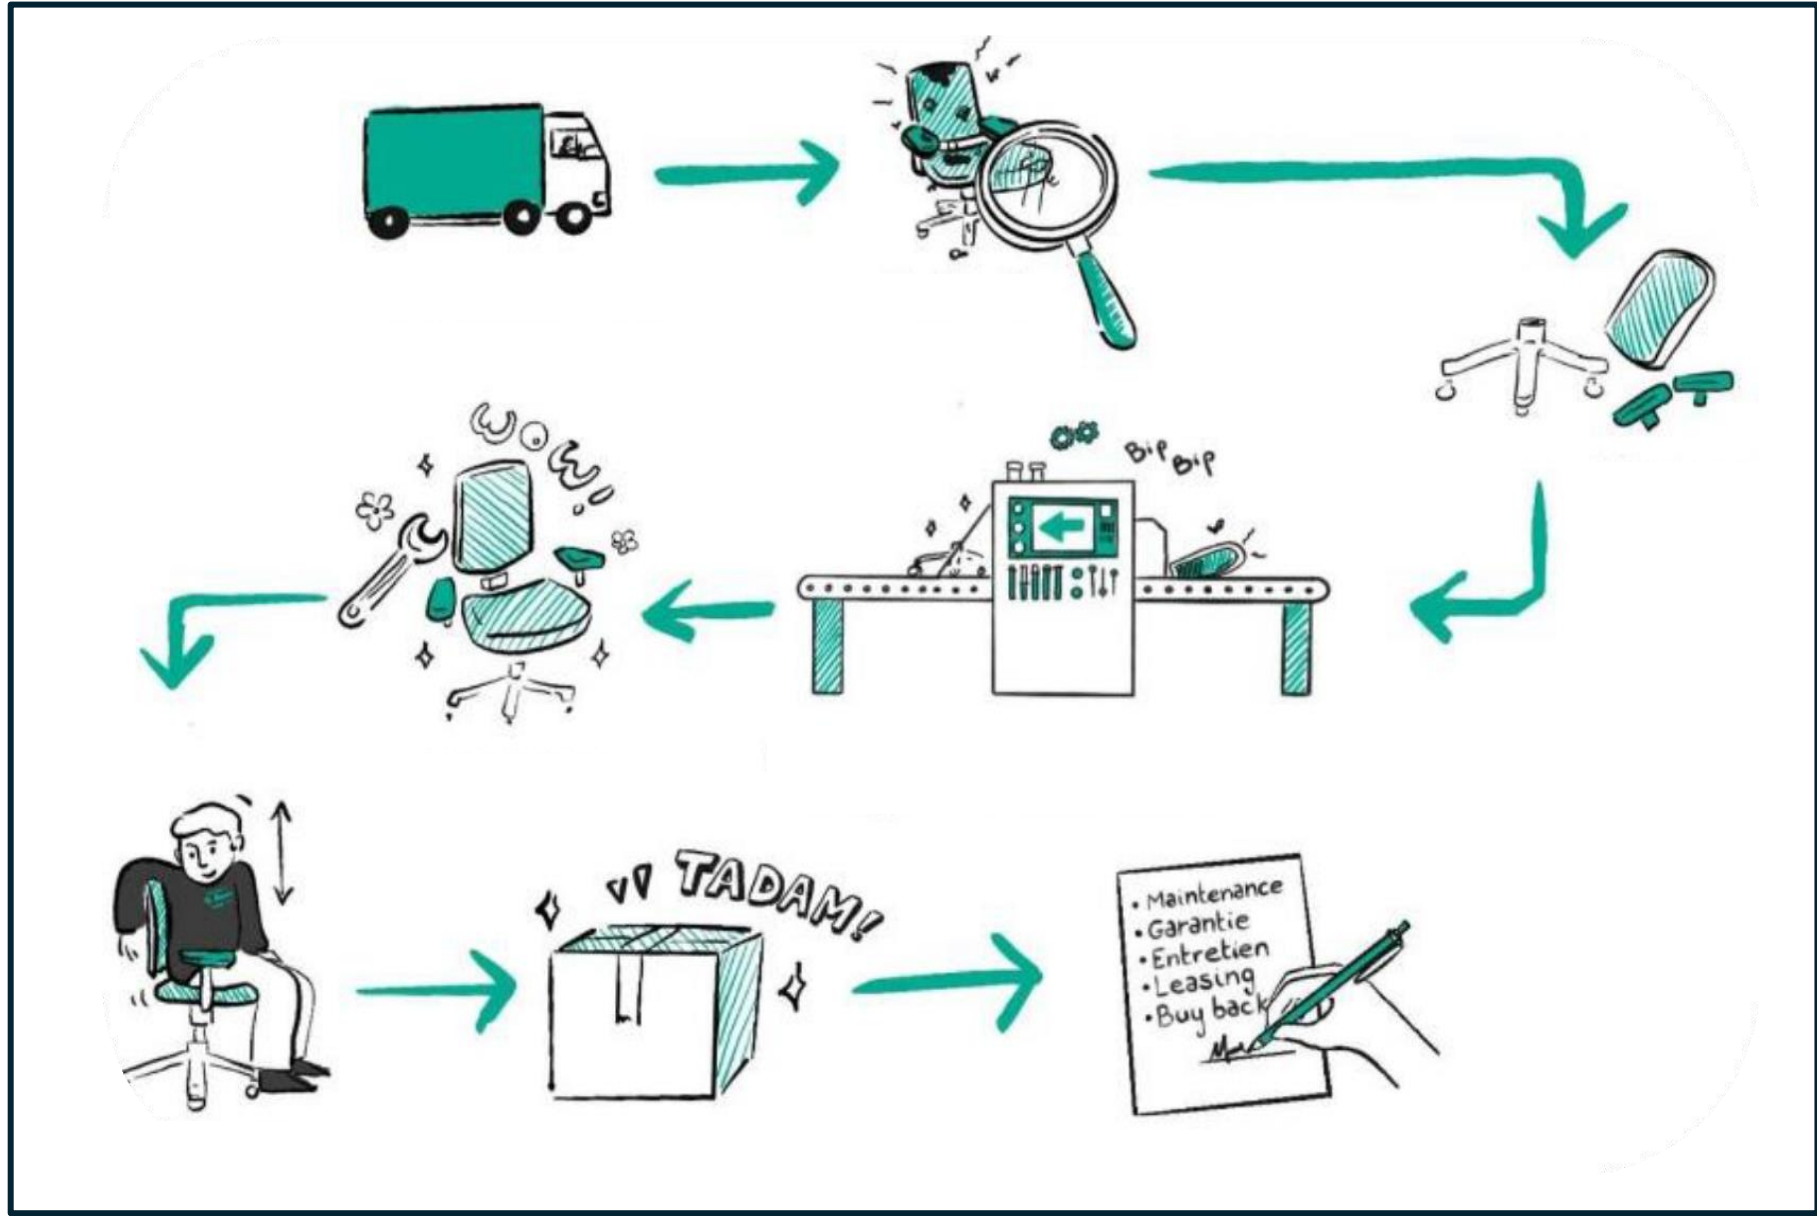 Bip
Bip
WOW!
TADAM!
• Maintenance
• Garantie
• Entretien
• Leasing
• Buy back